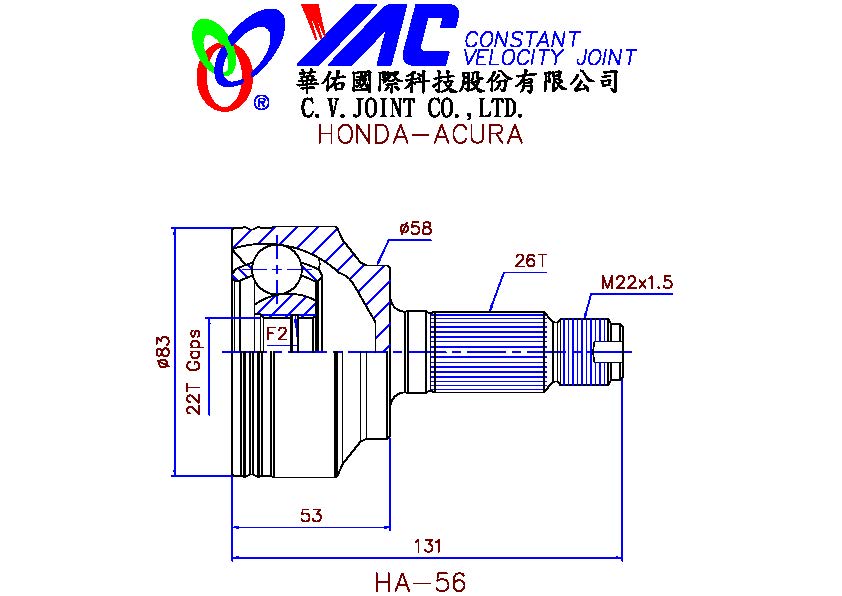 YAC CONSTANT
VELOCITY JOINT
®
華佑國際科技股份有限公司
C.V.JOINT CO.,LTD.
HONDA-ACURA
ø58
26T
M22x1.5
F2
ø83
22T Gaps
53
131
HA-56